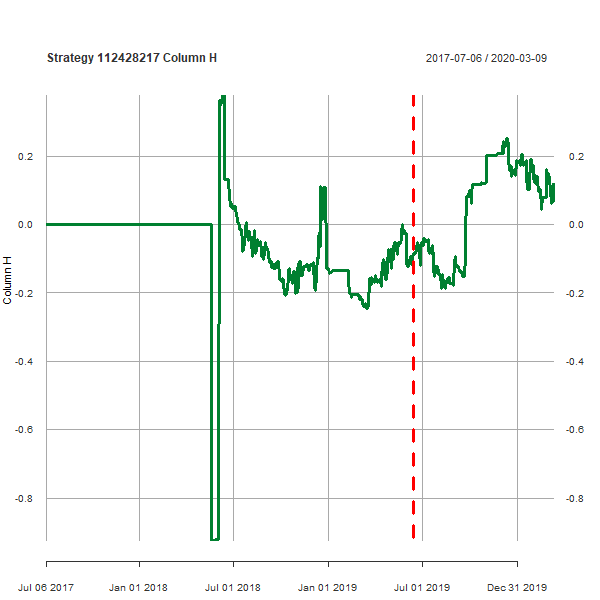 Strategy 112428217 Column H
2017-07-06 / 2020-03-09
0.2 0.2
0.0 0.0
-0.2 -0.2
-0.4 -0.4
-0.6 -0.6
-0.8 -0.8
Column H
Jul 06 2017 Jan 01 2018 Jul 01 2018 Jan 01 2019 Jul 01 2019 Dec 31 2019